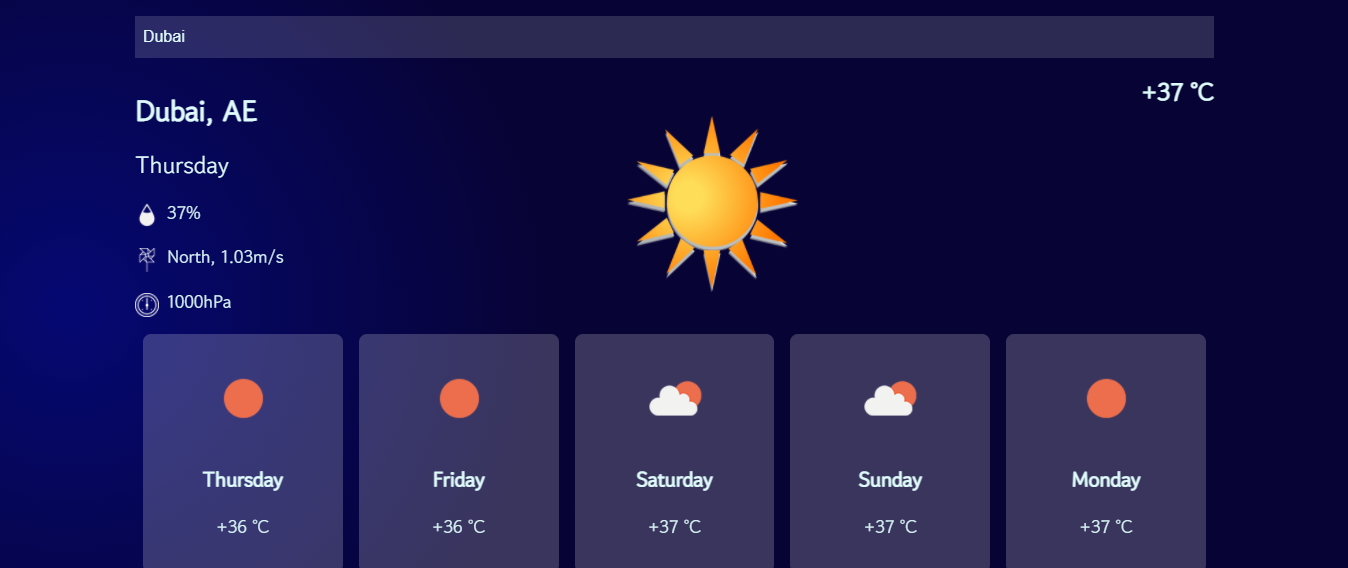 Dubai
+37 °C
Dubai, AE
Thursday
37%
North, 1.03m/s
1000hPa
Thursday
+36 °C
Friday
+36 °C
Saturday
+37 °C
Sunday
+37 °C
Monday
+37 °C